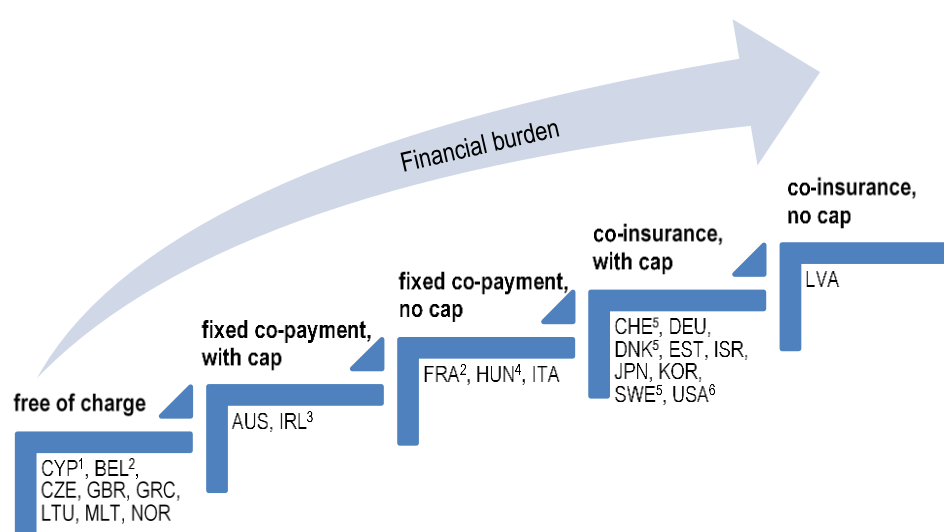 Financial burden
free of charge
CYP¹, BEL²,
CZE, GBR, GRC,
LTU, MLT, NOR
fixed co-payment,
with cap
AUS, IRL³
fixed co-payment,
no cap
FRA², HUN⁴, ITA
co-insurance,
with cap
CHE⁵, DEU,
DNK⁵, EST, ISR,
JPN, KOR,
SWE⁵, USA⁶
co-insurance,
no cap
LVA